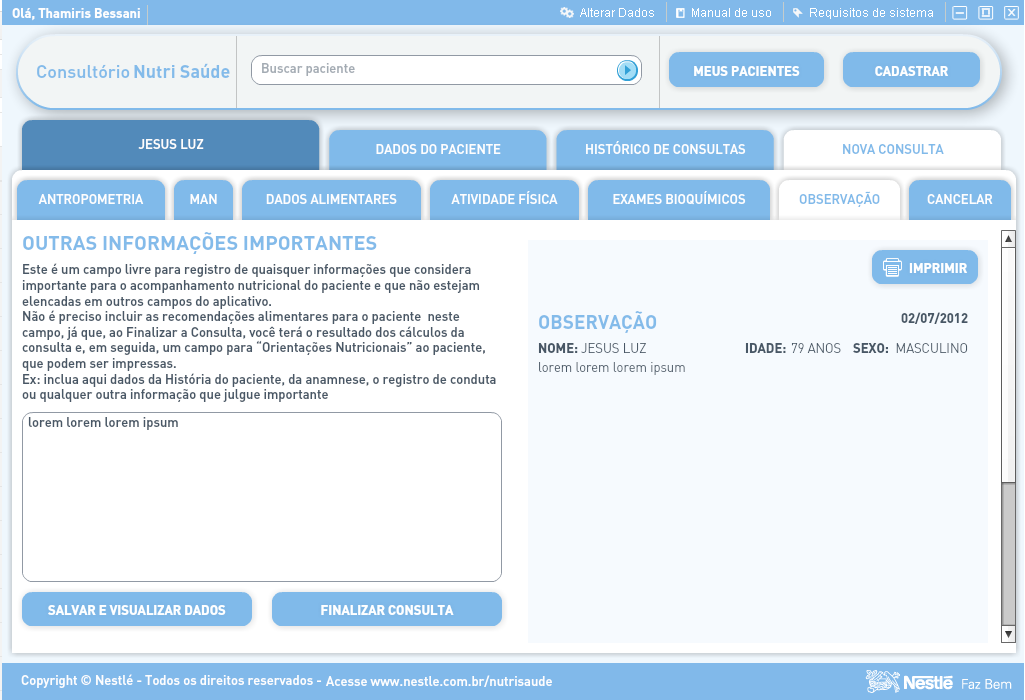 Olá, Thamiris Bessani
Alterar Dados
Manual de uso
Requisitos de sistema
Consultório Nutri Saúde
Buscar paciente
MEUS PACIENTES
CADASTRAR
JESUS LUZ
DADOS DO PACIENTE
HISTÓRICO DE CONSULTAS
NOVA CONSULTA
ANTROPOMETRIA
MAN
DADOS ALIMENTARES
ATIVIDADE FÍSICA
EXAMES BIOQUÍMICOS
OBSERVAÇÃO
CANCELAR
OUTRAS INFORMAÇÕES IMPORTANTES
Este é um campo livre para registro de quaisquer informações que considera
importante para o acompanhamento nutricional do paciente e que não estejam
elencadas em outros campos do aplicativo.
Não é preciso incluir as recomendações alimentares para o paciente neste
campo, já que, ao Finalizar a Consulta, você terá o resultado dos cálculos da
consulta e, em seguida, um campo para “Orientações Nutricionais” ao paciente,
que podem ser impressas.
Ex: inclua aqui dados da História do paciente, da anamnese, o registro de conduta
ou qualquer outra informação que julgue importante
lorem lorem lorem ipsum
SALVAR E VISUALIZAR DADOS
FINALIZAR CONSULTA
IMPRIMIR
OBSERVAÇÃO
02/07/2012
NOME: JESUS LUZ
IDADE: 79 ANOS
SEXO: MASCULINO
lorem lorem lorem ipsum
Copyright © Nestlé - Todos os direitos reservados - Acesse www.nestle.com.br/nutrisaude
Nestlé Faz Bem